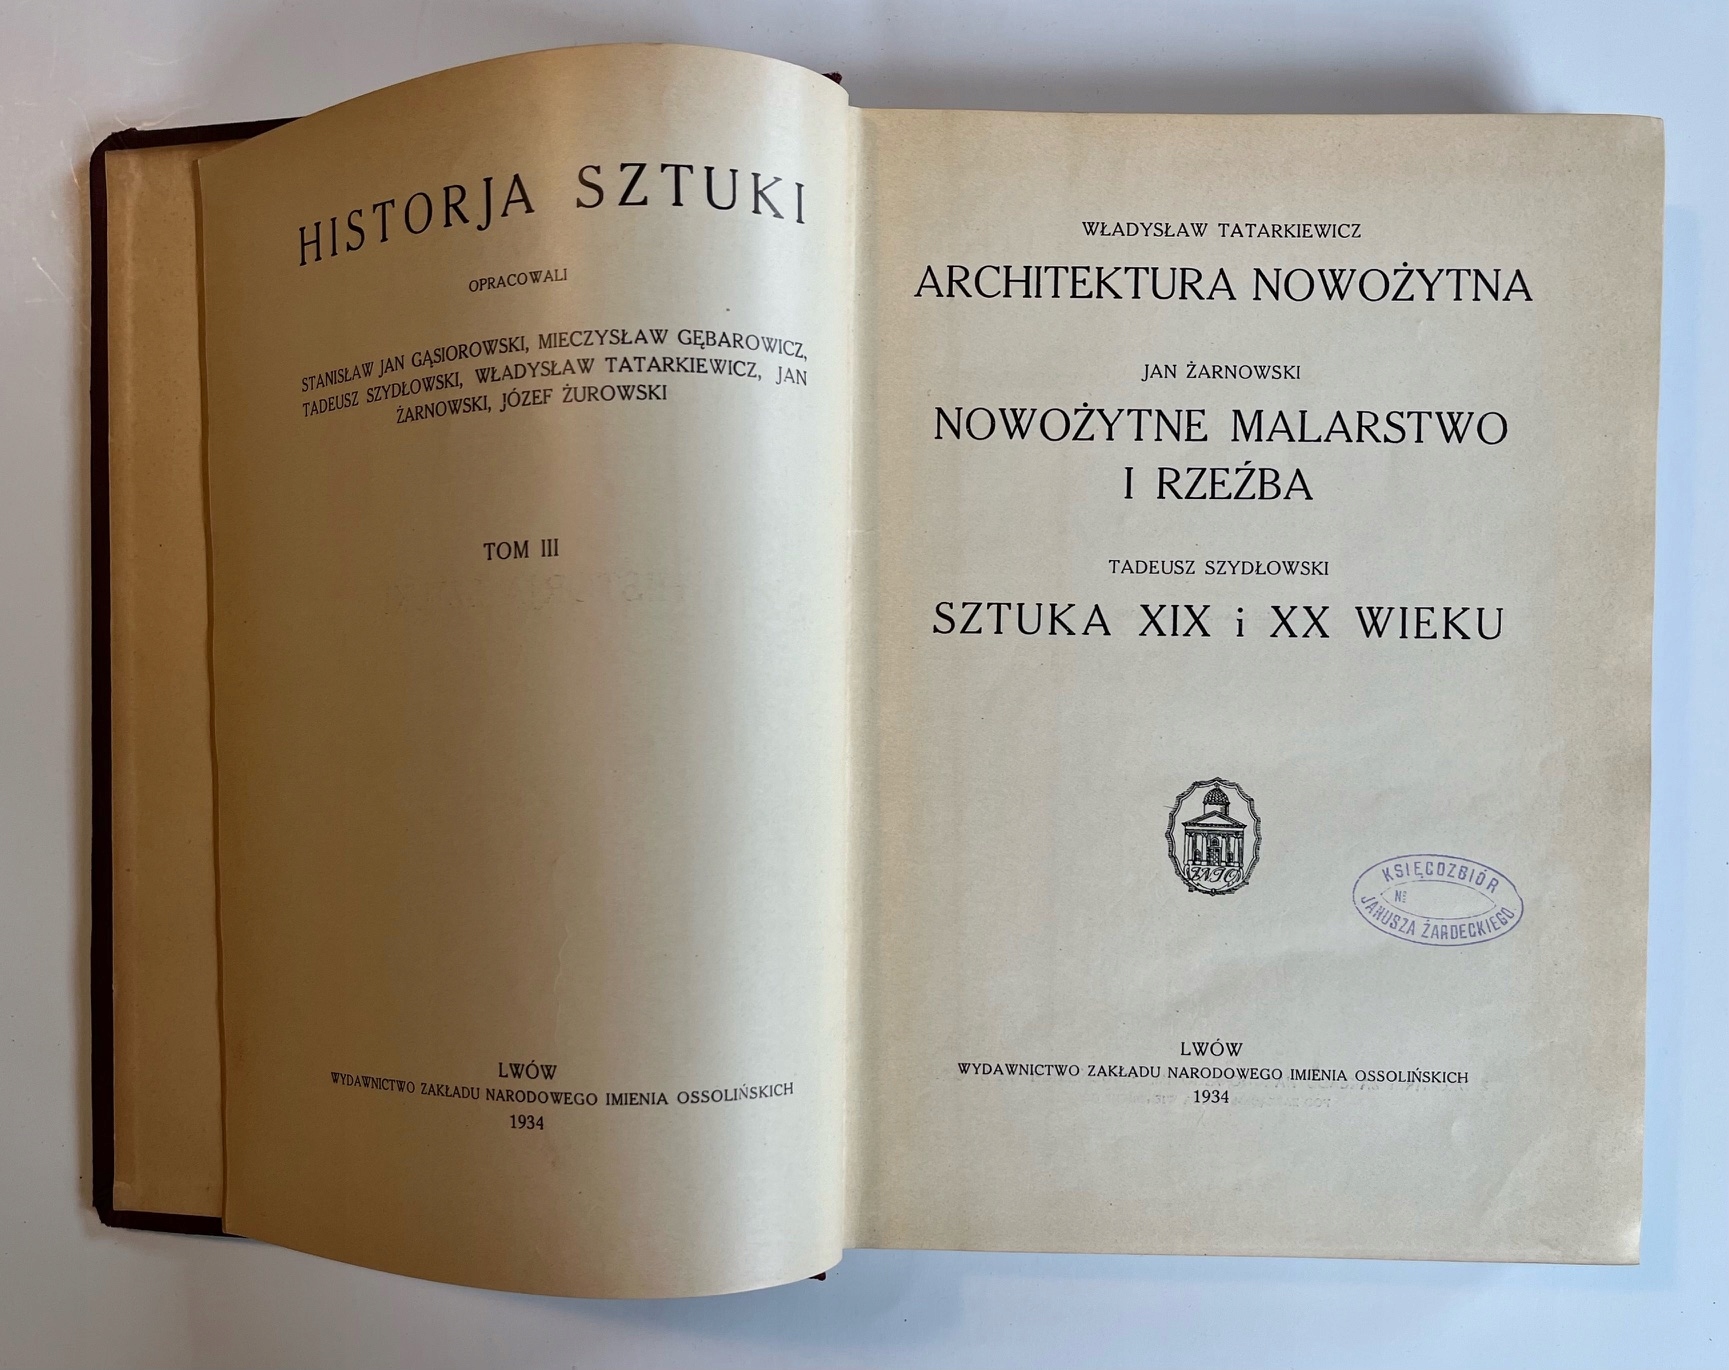 HISTORJA SZTUKI
OPRACOWALI
STANISŁAW JAN GĄSIOROWSKI, MIECZYSŁAW GĘBAROWICZ,
TADEUSZ SZYDŁOWSKI, WŁADYSŁAW TATARKIEWICZ, JAN
ŻARNOWSKI, JÓZEF ŻUROWSKI
TOM III
LWÓW
WYDAWNICTWO ZAKŁADU NARODOWEGO IMIENIA OSSOLIŃSKICH
1934
WŁADYSŁAW TATARKIEWICZ
ARCHITEKTURA NOWOŻYTNA
JAN ŻARNOWSKI
NOWOŻYTNE MALARSTWO
I RZEŹBA
TADEUSZ SZYDŁOWSKI
SZTUKA XIX i XX WIEKU
ZNIO
KSIĘGOZBIÓR
№
JANUSZA ŻARDECKIEGO
LWÓW
WYDAWNICTWO ZAKŁADU NARODOWEGO IMIENIA OSSOLIŃSKICH
1934